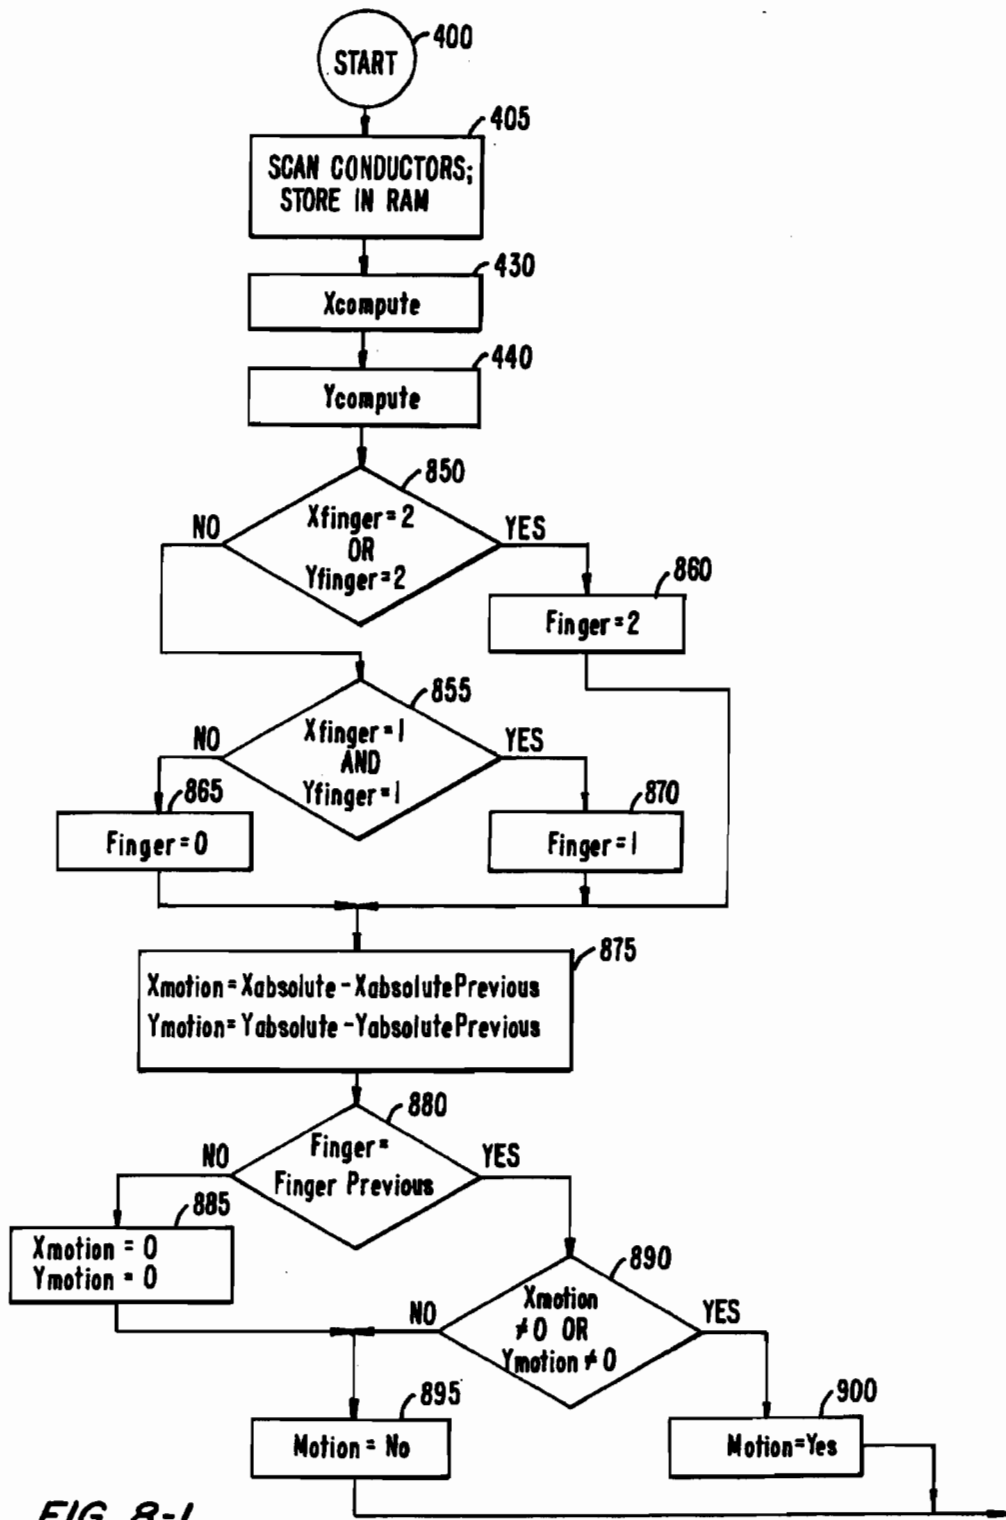 400
START
405
SCAN CONDUCTORS;
STORE IN RAM
430
Xcompute
440
Ycompute
850
NO
Xfinger=2
OR
Yfinger=2
YES
860
Finger=2
855
NO
Xfinger=1
AND
Yfinger=1
YES
865
Finger=0
870
Finger=1
875
Xmotion=Xabsolute-XabsolutePrevious
Ymotion=Yabsolute-YabsolutePrevious
880
NO
Finger=
Finger Previous
YES
885
Xmotion = 0
Ymotion = 0
890
NO
Xmotion
≠0 OR
Ymotion≠0
YES
895
Motion = No
900
Motion=Yes
FIG. 8-1